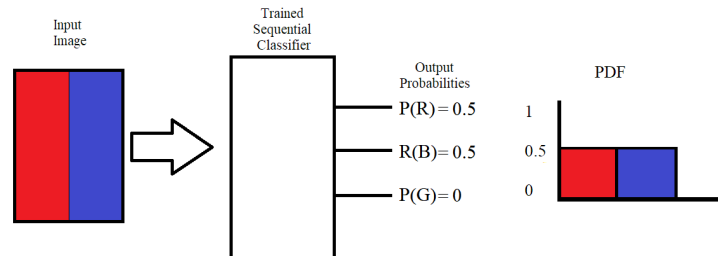 Input
Image
Trained
Sequential
Classifier
Output
Probabilities
P(R) = 0.5
R(B) = 0.5
P(G) = 0
PDF
1
0.5
0